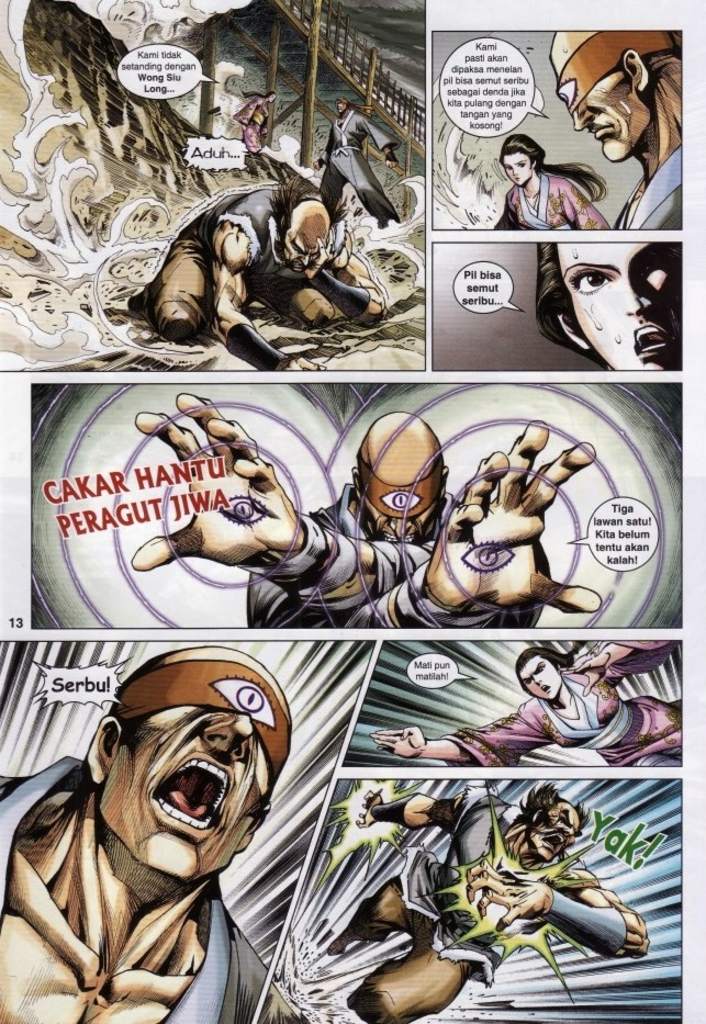 Kami tidak
setanding dengan
Wong Siu
Long...
Aduh...
Kami
pasti akan
dipaksa menelan
pil bisa semut seribu
sebagai denda jika
kita pulang dengan
tangan yang
kosong!
Pil bisa
semut
seribu...
CAKAR HANTU
PERAGUT JIWA
Tiga
lawan satu!
Kita
tentu akan
kalah!
13
Serbu!
Mati pun
matilah!
Yak!